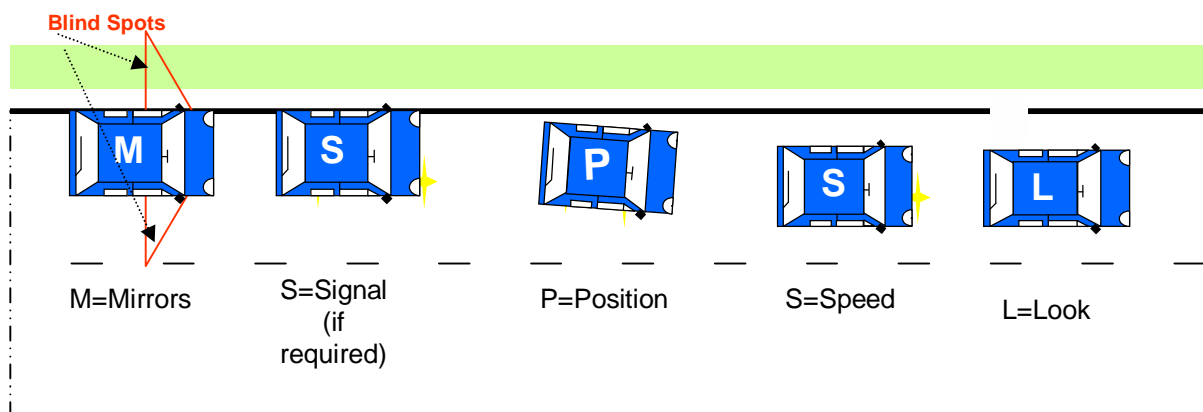 Blind Spots
M
S
P
S
L
M=Mirrors
S=Signal
(if
required)
P=Position
S=Speed
L=Look